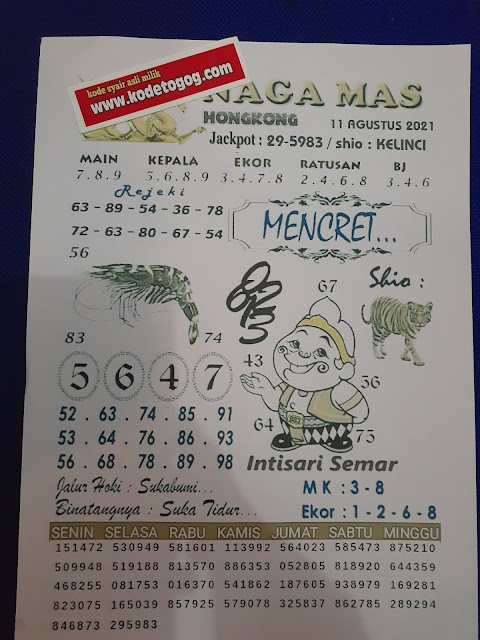 kode syair asli milik
www.kodetogog.com
NAGA MAS
HONGKONG 11 AGUSTUS 2021
Jackpot : 29-5983 / shio : KELINCI
MAIN KEPALA EKOR RATUSAN BJ
7.8.9 5.6.8.9 3.4.7.8 2.4.6.8 3.4.6
Rejeki
63 - 89 - 54 - 36 - 78
72 - 63 - 80 - 67 - 54
MENCRET...
56
67
Shio :
83 74
43
56
64
75
5 6 4 7
52 . 63 . 74 . 85 . 91
53 . 64 . 76 . 86 . 93
56 . 68 . 78 . 89 . 98
Intisari Semar
Jalur Hoki : Sukabumi...
Binatangnya : Suka Tidur...
MK : 3 - 8
Ekor : 1 - 2 - 6 - 8
SENIN SELASA RABU KAMIS JUMAT SABTU MINGGU
151472 530949 581601 113992 564023 585473 875210
509948 519188 813570 886353 052805 818920 644359
468255 081753 016370 541862 187605 938979 169281
823075 165039 857925 579078 325837 862785 289294
846873 295983